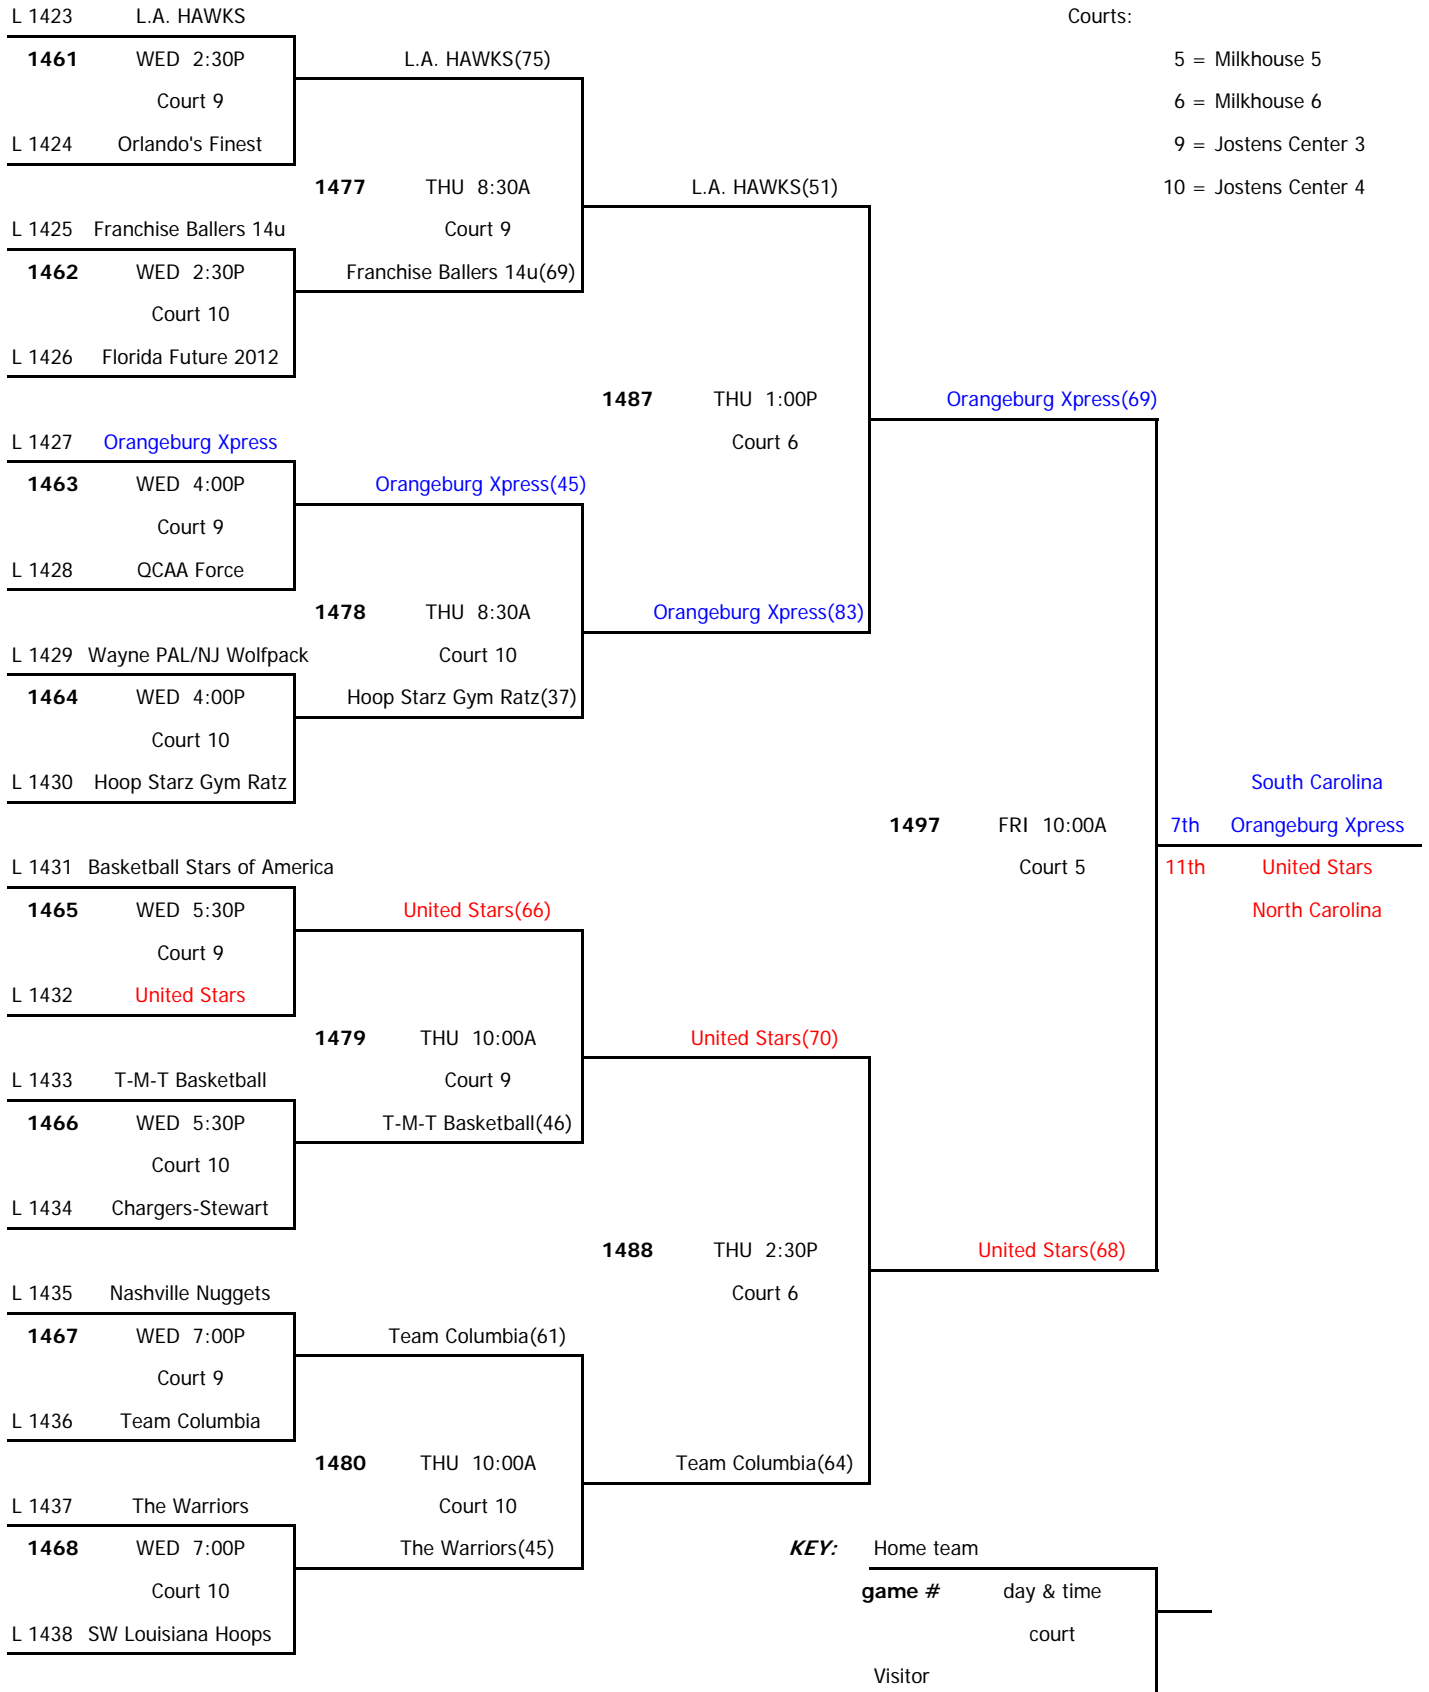 L 1423 L.A. HAWKS Courts:
1461 WED 2:30P L.A. HAWKS(75) 5 = Milkhouse 5
Court 9 6 = Milkhouse 6
L 1424 Orlando's Finest 9 = Jostens Center 3
1477 THU 8:30A L.A. HAWKS(51) 10 = Jostens Center 4
L 1425 Franchise Ballers 14u Court 9
1462 WED 2:30P Franchise Ballers 14u(69)
Court 10
L 1426 Florida Future 2012
1487 THU 1:00P Orangeburg Xpress(69)
L 1427 Orangeburg Xpress Court 6
1463 WED 4:00P Orangeburg Xpress(45)
Court 9
L 1428 QCAA Force
1478 THU 8:30A Orangeburg Xpress(83)
L 1429 Wayne PAL/NJ Wolfpack Court 10
1464 WED 4:00P Hoop Starz Gym Ratz(37)
Court 10
L 1430 Hoop Starz Gym Ratz South Carolina
1497 FRI 10:00A 7th Orangeburg Xpress
L 1431 Basketball Stars of America Court 5 11th United Stars
1465 WED 5:30P United Stars(66) North Carolina
Court 9
L 1432 United Stars
1479 THU 10:00A United Stars(70)
L 1433 T-M-T Basketball Court 9
1466 WED 5:30P T-M-T Basketball(46)
Court 10
L 1434 Chargers-Stewart
1488 THU 2:30P United Stars(68)
L 1435 Nashville Nuggets Court 6
1467 WED 7:00P Team Columbia(61)
Court 9
L 1436 Team Columbia
1480 THU 10:00A Team Columbia(64)
L 1437 The Warriors Court 10
1468 WED 7:00P The Warriors(45) KEY: Home team
Court 10 game # day & time
L 1438 SW Louisiana Hoops court
Visitor